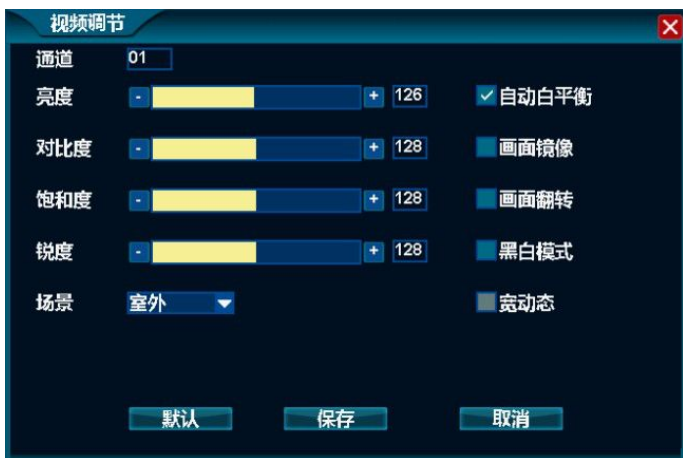 视频调节
通道 01
亮度 - + 126 自动白平衡
对比度 - + 128 画面镜像
饱和度 - + 128 画面翻转
锐度 - + 128 黑白模式
场景 室外 宽动态
默认 保存 取消